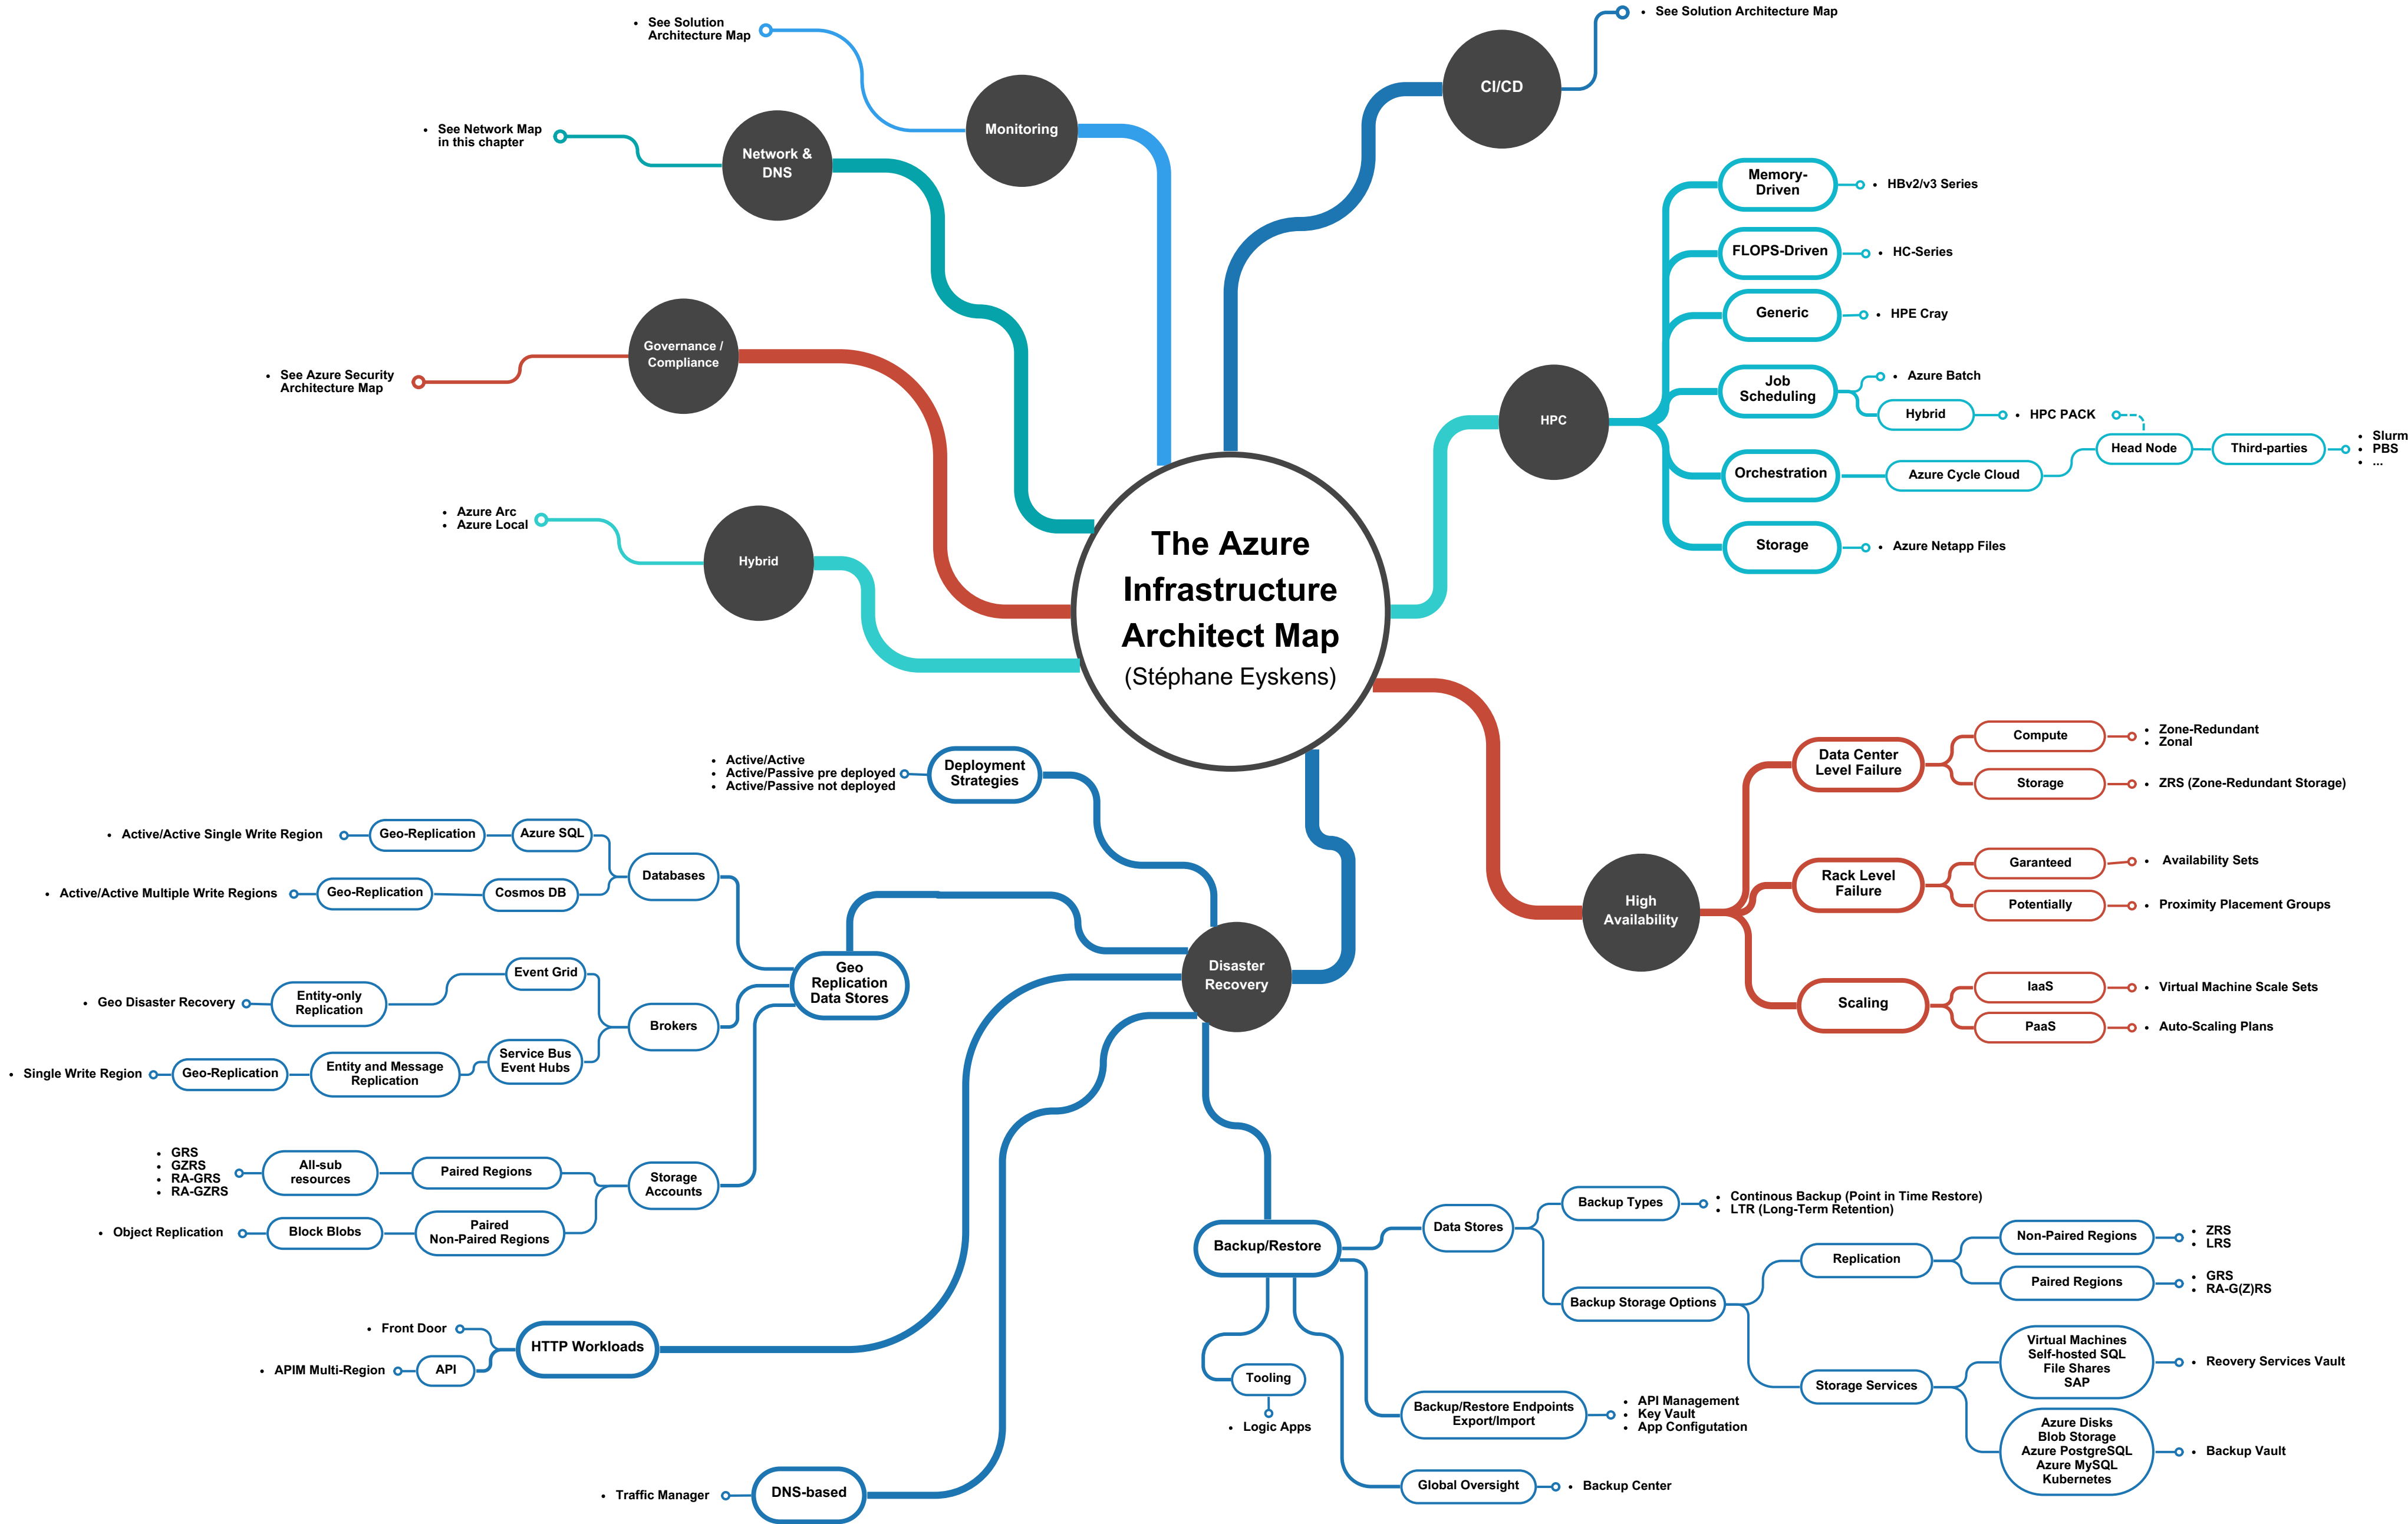 The Azure
Infrastructure
Architect Map
(Stéphane Eyskens)
See Solution
Architecture Map
Monitoring
See Network Map
in this chapter
Network &
DNS
See Azure Security
Architecture Map
Governance /
Compliance
Azure Arc
Azure Local
Hybrid
See Solution Architecture Map
CI/CD
HPC
Memory-
Driven
HBv2/v3 Series
FLOPS-Driven
HC-Series
Generic
HPE Cray
Job
Scheduling
Azure Batch
Hybrid
HPC PACK
Orchestration
Azure Cycle Cloud
Head Node
Third-parties
Slurm
PBS
...
Storage
Azure Netapp Files
High
Availability
Data Center
Level Failure
Compute
Zone-Redundant
Zonal
Storage
ZRS (Zone-Redundant Storage)
Rack Level
Failure
Garanteed
Availability Sets
Potentially
Proximity Placement Groups
Scaling
IaaS
Virtual Machine Scale Sets
PaaS
Auto-Scaling Plans
Disaster
Recovery
Deployment
Strategies
Active/Active
Active/Passive pre deployed
Active/Passive not deployed
Geo
Replication
Data Stores
Databases
Azure SQL
Geo-Replication
Active/Active Single Write Region
Cosmos DB
Geo-Replication
Active/Active Multiple Write Regions
Brokers
Event Grid
Entity-only
Replication
Geo Disaster Recovery
Service Bus
Event Hubs
Entity and Message
Replication
Geo-Replication
Single Write Region
Storage
Accounts
Paired Regions
All-sub
resources
GRS
GZRS
RA-GRS
RA-GZRS
Paired
Non-Paired Regions
Block Blobs
Object Replication
HTTP Workloads
Front Door
API
APIM Multi-Region
DNS-based
Traffic Manager
Backup/Restore
Data Stores
Backup Types
Continous Backup (Point in Time Restore)
LTR (Long-Term Retention)
Backup Storage Options
Replication
Non-Paired Regions
ZRS
LRS
Paired Regions
GRS
RA-G(Z)RS
Storage Services
Virtual Machines
Self-hosted SQL
File Shares
SAP
Reovery Services Vault
Azure Disks
Blob Storage
Azure PostgreSQL
Azure MySQL
Kubernetes
Backup Vault
Tooling
Logic Apps
Backup/Restore Endpoints
Export/Import
API Management
Key Vault
App Configutation
Global Oversight
Backup Center